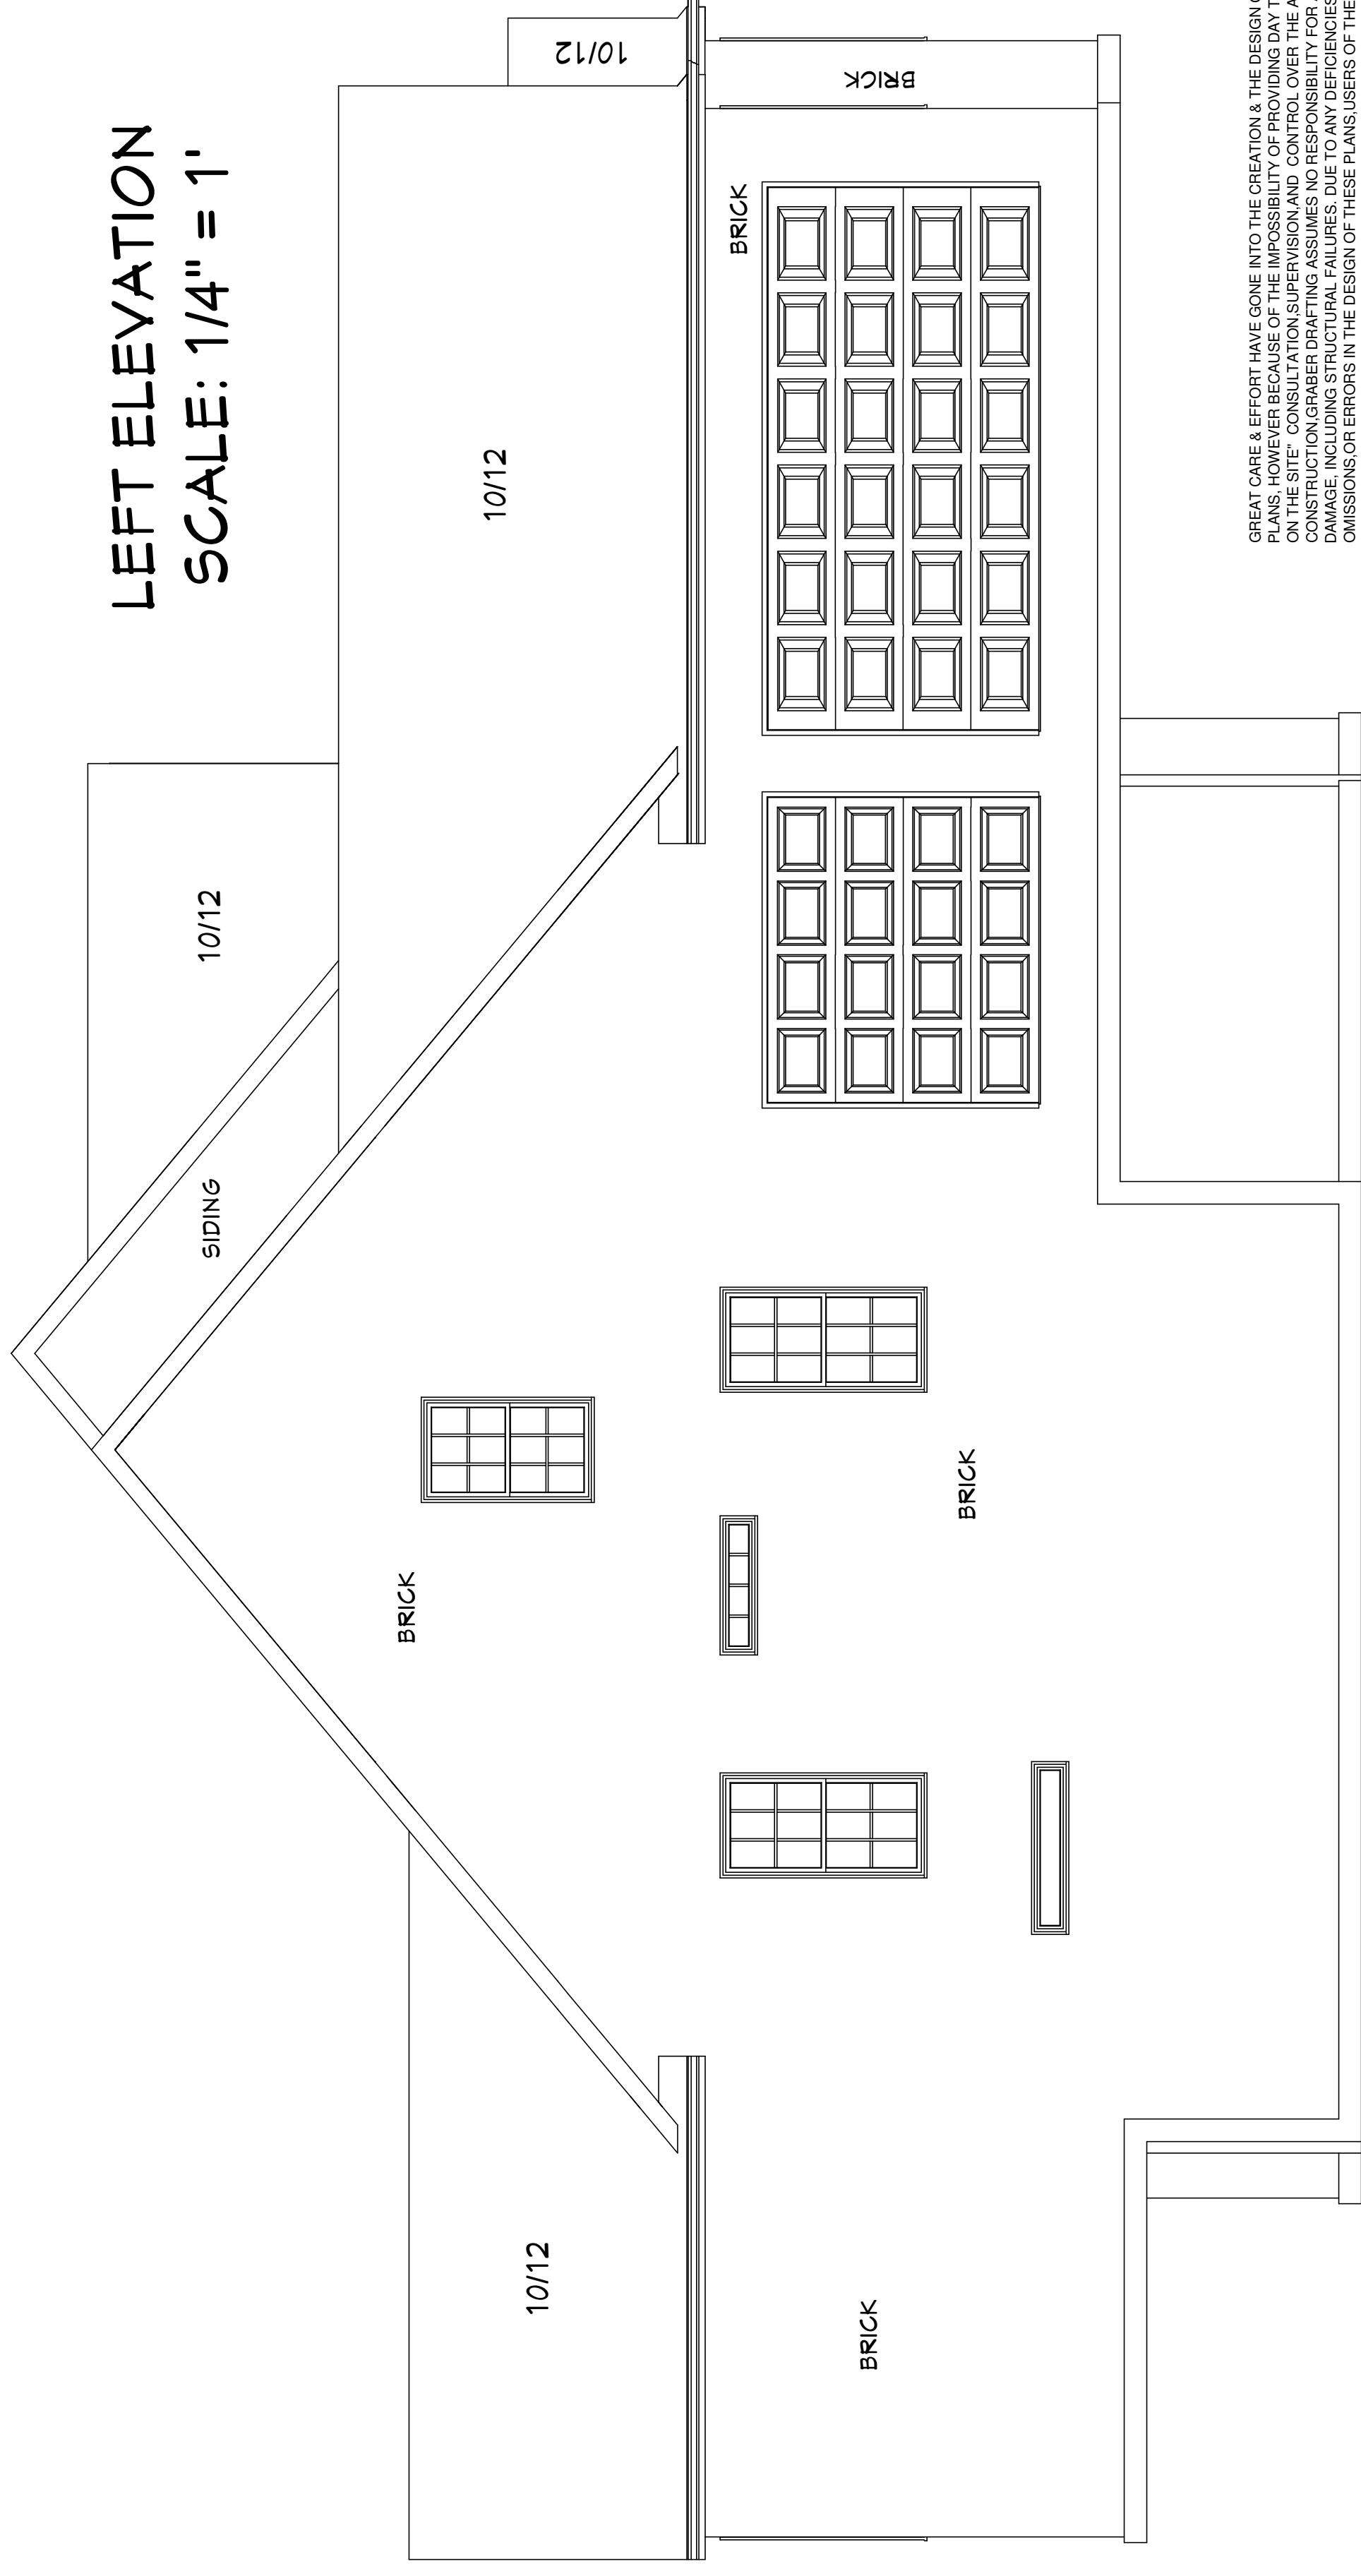 LEFT ELEVATION
SCALE: 1/4" = 1'
10/12
SIDING
10/12
10/12
10/12
BRICK
10/12
BRICK
BRICK
BRICK
BRICK
GREAT CARE & EFFORT HAVE GONE INTO THE CREATION & THE DESIGN
PLANS, HOWEVER BECAUSE OF THE IMPOSSIBILITY OF PROVIDING DAY
ON THE SITE" CONSULTATION,SUPERVISION,AND CONTROL OVER THE
CONSTRUCTION,GRABER DRAFTING ASSUMES NO RESPONSIBILITY FOR
DAMAGE, INCLUDING STRUCTURAL FAILURES. DUE TO ANY DEFICIENCIES
OMISSIONS,OR ERRORS IN THE DESIGN OF THESE PLANS,USERS OF THE